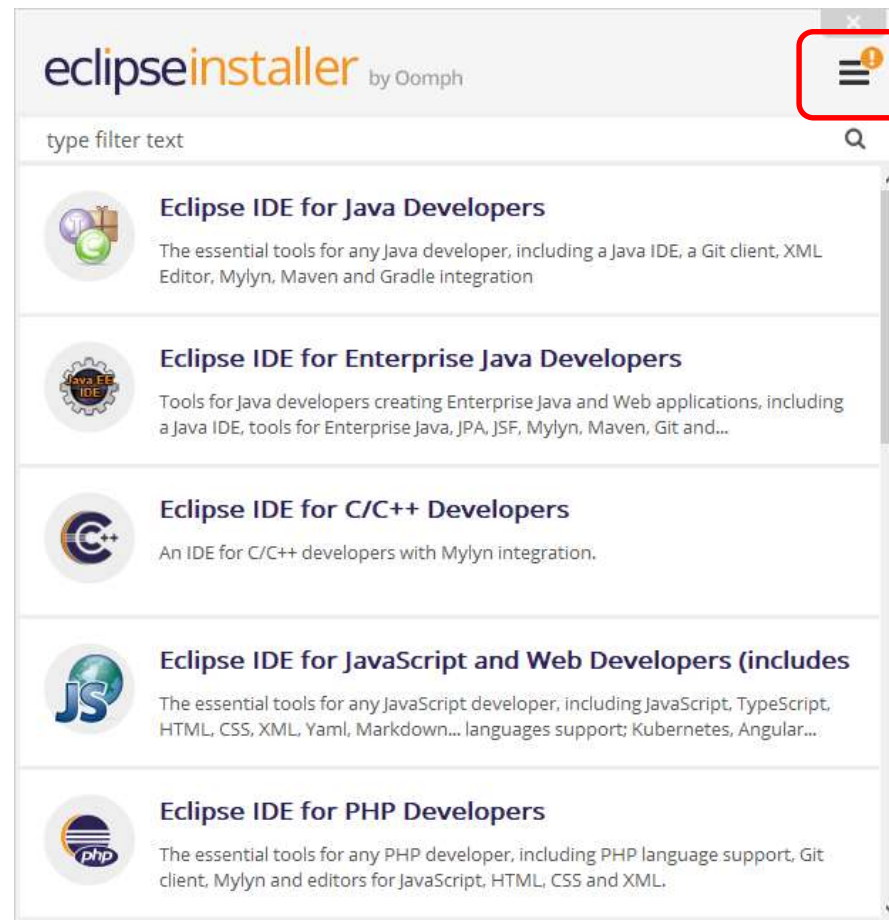 eclipseinstaller by Oomph
type filter text
Eclipse IDE for Java Developers
The essential tools for any Java developer, including a Java IDE, a Git client, XML
Editor, Mylyn, Maven and Gradle integration
Java EE
IDE
Eclipse IDE for Enterprise Java Developers
Tools for Java developers creating Enterprise Java and Web applications, including
a Java IDE, tools for Enterprise Java, JPA, JSF, Mylyn, Maven, Git and...
C++
Eclipse IDE for C/C++ Developers
An IDE for C/C++ developers with Mylyn integration.
JS
Eclipse IDE for JavaScript and Web Developers (includes
The essential tools for any JavaScript developer, including JavaScript, TypeScript,
HTML, CSS, XML, Yaml, Markdown... languages support; Kubernetes, Angular...
php
Eclipse IDE for PHP Developers
The essential tools for any PHP developer, including PHP language support, Git
client, Mylyn and editors for JavaScript, HTML, CSS and XML.